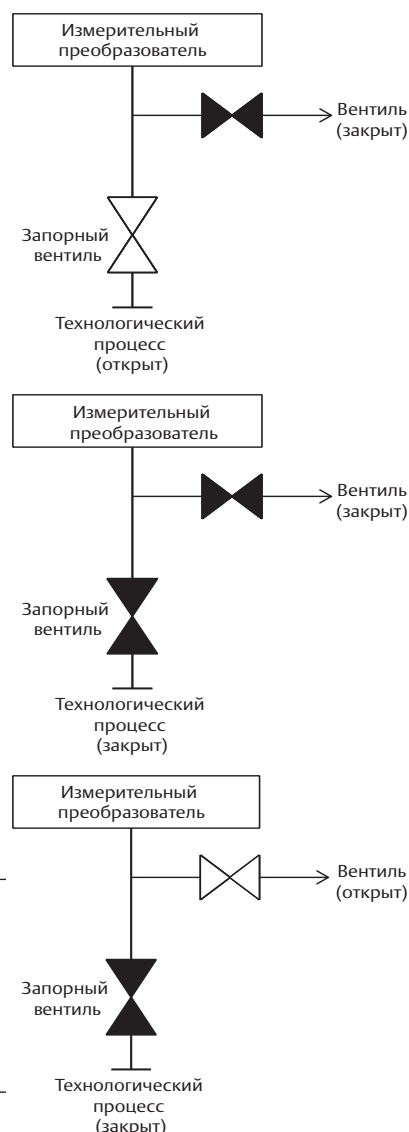 Измерительный
преобразователь
Вентиль
(закрыт)
Запорный
вентиль
Технологический
процесс
(открыт)
Измерительный
преобразователь
Вентиль
(закрыт)
Запорный
вентиль
Технологический
процесс
(закрыт)
Измерительный
преобразователь
Вентиль
(открыт)
Запорный
вентиль
Технологический
процесс
(закрыт)